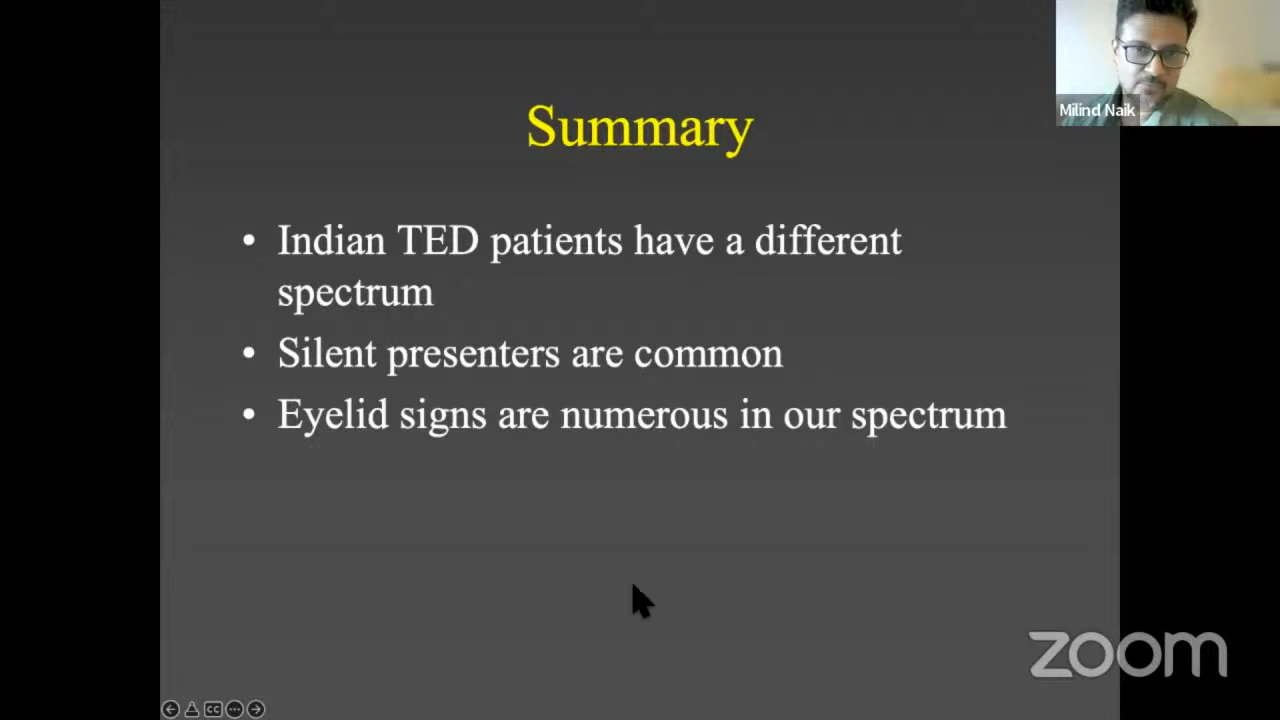 Milind Naik
Summary
• Indian TED patients have a different
spectrum
• Silent presenters are common
• Eyelid signs are numerous in our spectrum
zoom
CC